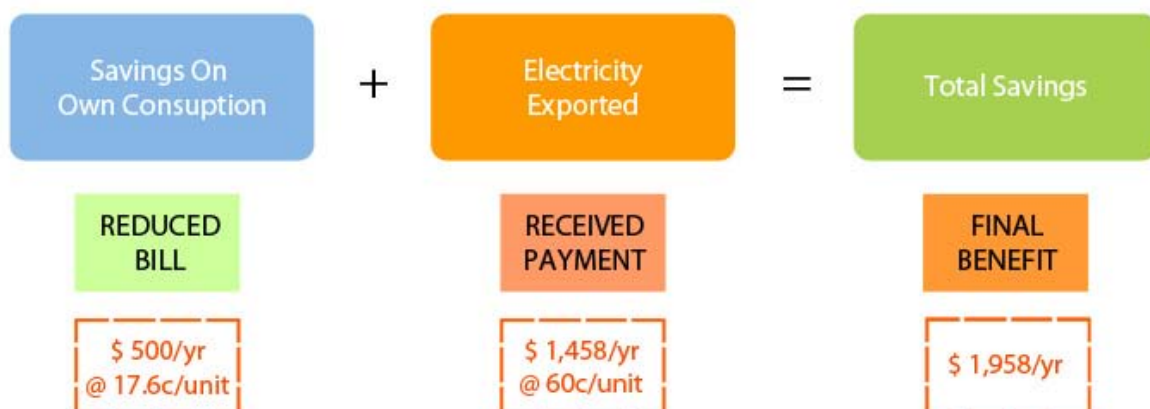 Savings On
Own Consuption
+
Electricity
Exported
=
Total Savings
REDUCED
BILL
RECEIVED
PAYMENT
FINAL
BENEFIT
$ 500/yr
@ 17.6c/unit
$ 1,458/yr
@ 60c/unit
$ 1,958/yr